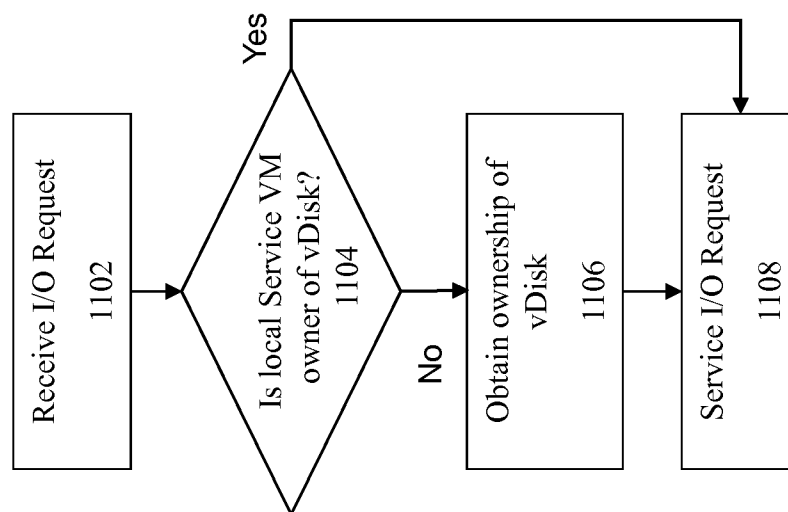 Receive I/O Request
1102
Is local Service VM
owner of vDisk?
1104
Yes
No
Obtain ownership of
vDisk
1106
Service I/O Request
1108